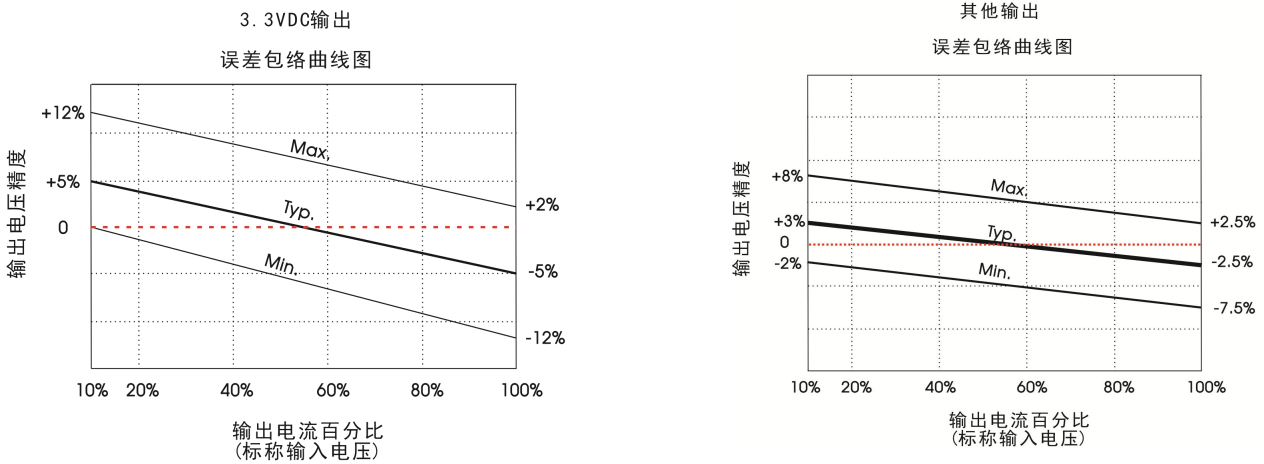 3.3VDC输出
误差包络曲线图
输出电压精度
+12%
+5%
0
Max.
Typ.
Min.
+2%
-5%
-12%
10% 20% 40% 60% 80% 100%
输出电流百分比
(标称输入电压)
其他输出
误差包络曲线图
输出电压精度
+8%
+3%
0
-2%
Max.
Typ.
Min.
+2.5%
-2.5%
-7.5%
10% 20% 40% 60% 80% 100%
输出电流百分比
(标称输入电压)